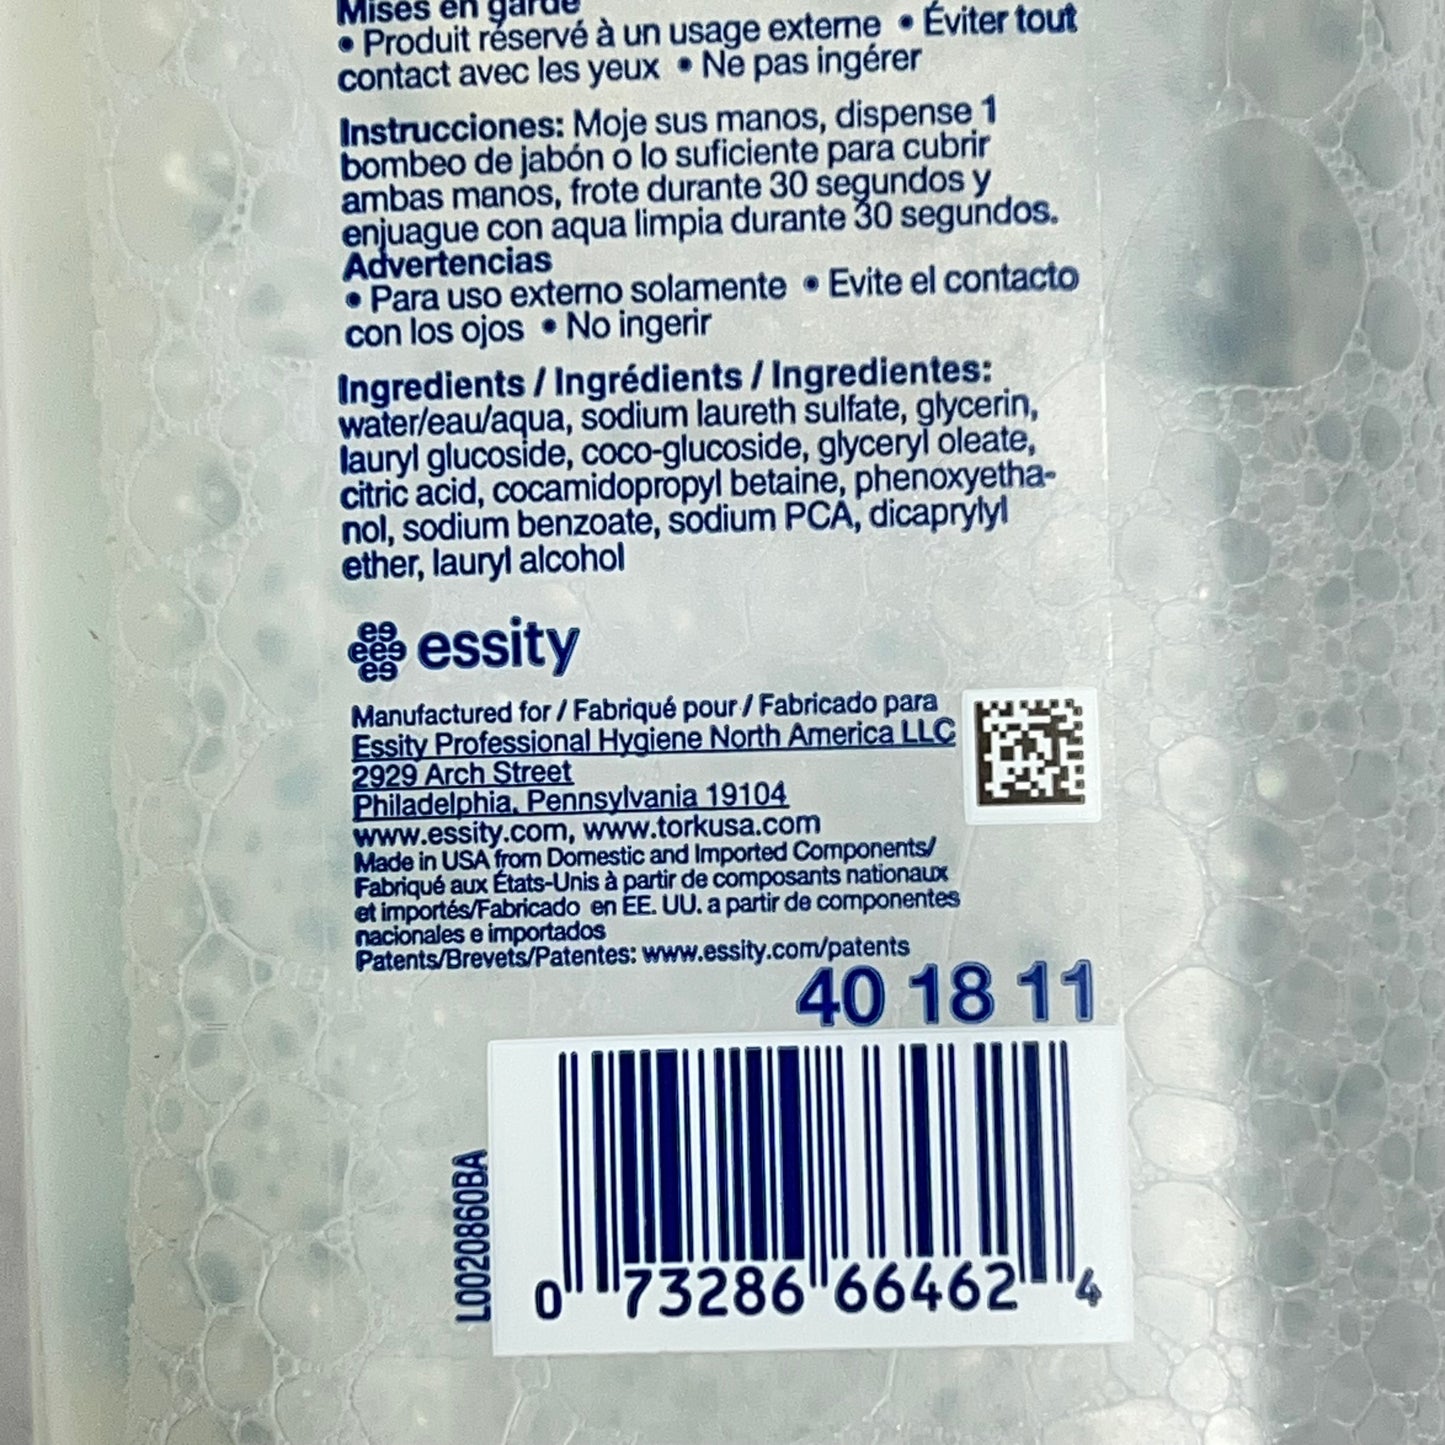 Mises en garde
• Produit réservé à un usage externe • Éviter tout
contact avec les yeux • Ne pas ingérer
Instrucciones: Moje sus manos, dispense 1
bombeo de jabón o lo suficiente para cubrir
ambas manos, frote durante 30 segundos y
enjuague con aqua limpia durante 30 segundos.
Advertencias
• Para uso externo solamente • Evite el contacto
con los ojos • No ingerir
Ingredients / Ingrédients / Ingredientes:
water/eau/aqua, sodium laureth sulfate, glycerin,
lauryl glucoside, coco-glucoside, glyceryl oleate,
citric acid, cocamidopropyl betaine, phenoxyetha-
nol, sodium benzoate, sodium PCA, dicaprylyl
ether, lauryl alcohol
essity
Manufactured for / Fabriqué pour / Fabricado para
Essity Professional Hygiene North America LLC
2929 Arch Street
Philadelphia, Pennsylvania 19104
www.essity.com, www.torkusa.com
Made in USA from Domestic and Imported Components/
Fabriqué aux États-Unis à partir de composants nationaux
et importés/Fabricado en EE. UU. a partir de componentes
nacionales e importados
Patents/Brevets/Patentes: www.essity.com/patents
40 18 11
L0020860BA
0 73286 66462 4